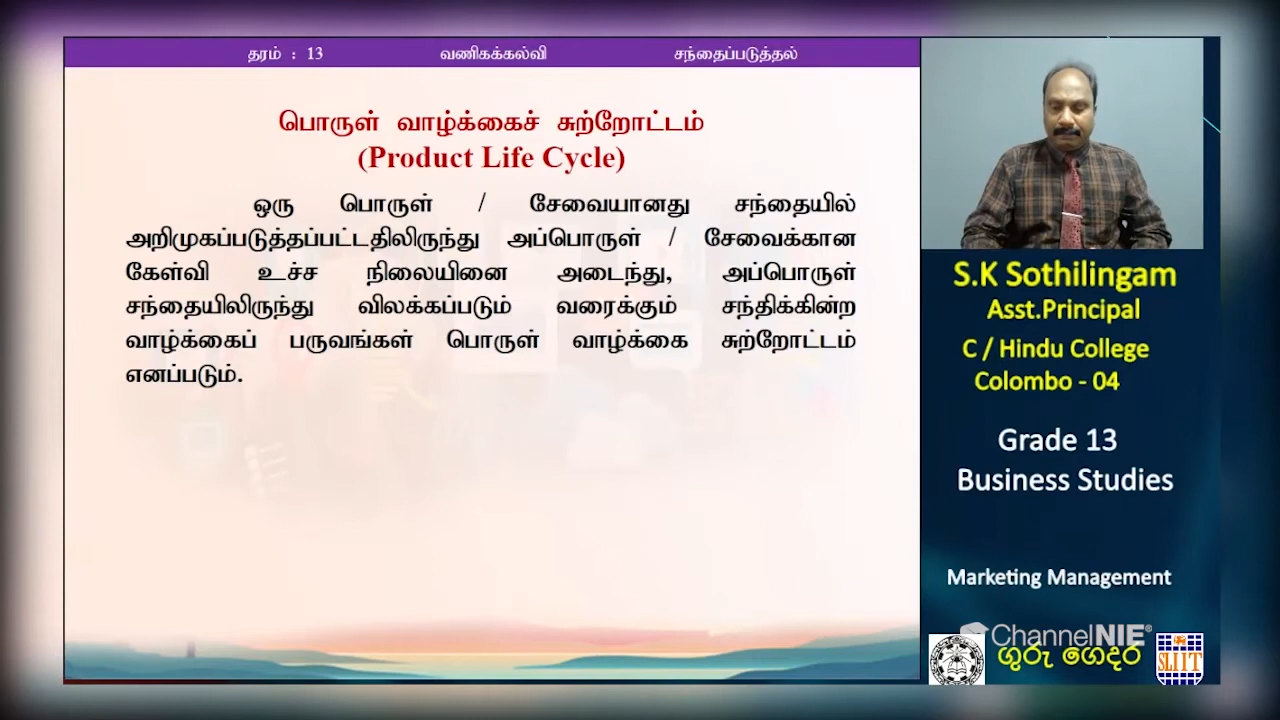 தரம் : 13 வணிகக்கல்வி சந்தைப்படுத்தல்
பொருள் வாழ்க்கைச் சுற்றோட்டம்
(Product Life Cycle)
ஒரு பொருள் / சேவையானது சந்தையில்
அறிமுகப்படுத்தப்பட்டதிலிருந்து அப்பொருள் / சேவைக்கான
கேள்வி உச்ச நிலையினை அடைந்து, அப்பொருள்
சந்தையிலிருந்து விலக்கப்படும் வரைக்கும் சந்திக்கின்ற
வாழ்க்கைப் பருவங்கள் பொருள் வாழ்க்கை சுற்றோட்டம்
எனப்படும்.
S.K Sothilingam
Asst.Principal
C / Hindu College
Colombo - 04
Grade 13
Business Studies
Marketing Management
ChannelNIE®
ගුරු ගෙදර
SLIIT